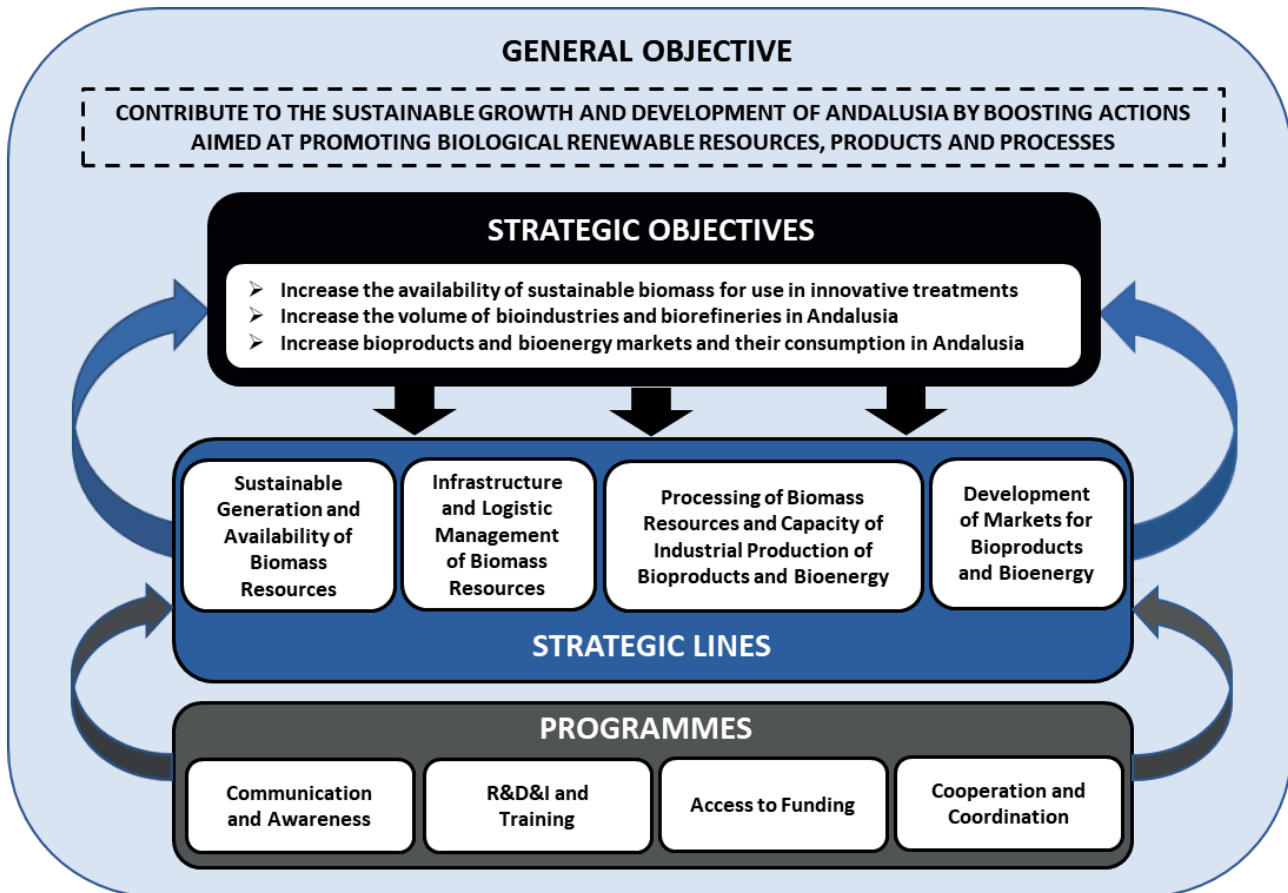 GENERAL OBJECTIVE
CONTRIBUTE TO THE SUSTAINABLE GROWTH AND DEVELOPMENT OF ANDALUSIA BY BOOSTING ACTIONS
AIMED AT PROMOTING BIOLOGICAL RENEWABLE RESOURCES, PRODUCTS AND PROCESSES
STRATEGIC OBJECTIVES
➢ Increase the availability of sustainable biomass for use in innovative treatments
➢ Increase the volume of bioindustries and biorefineries in Andalusia
➢ Increase bioproducts and bioenergy markets and their consumption in Andalusia
Sustainable
Generation and
Availability of
Biomass
Resources
Infrastructure
and Logistic
Management
of Biomass
Resources
Processing of Biomass
Resources and Capacity of
Industrial Production of
Bioproducts and Bioenergy
Development
of Markets for
Bioproducts
and Bioenergy
STRATEGIC LINES
PROGRAMMES
Communication
and Awareness
R&D&I and
Training
Access to Funding
Cooperation and
Coordination